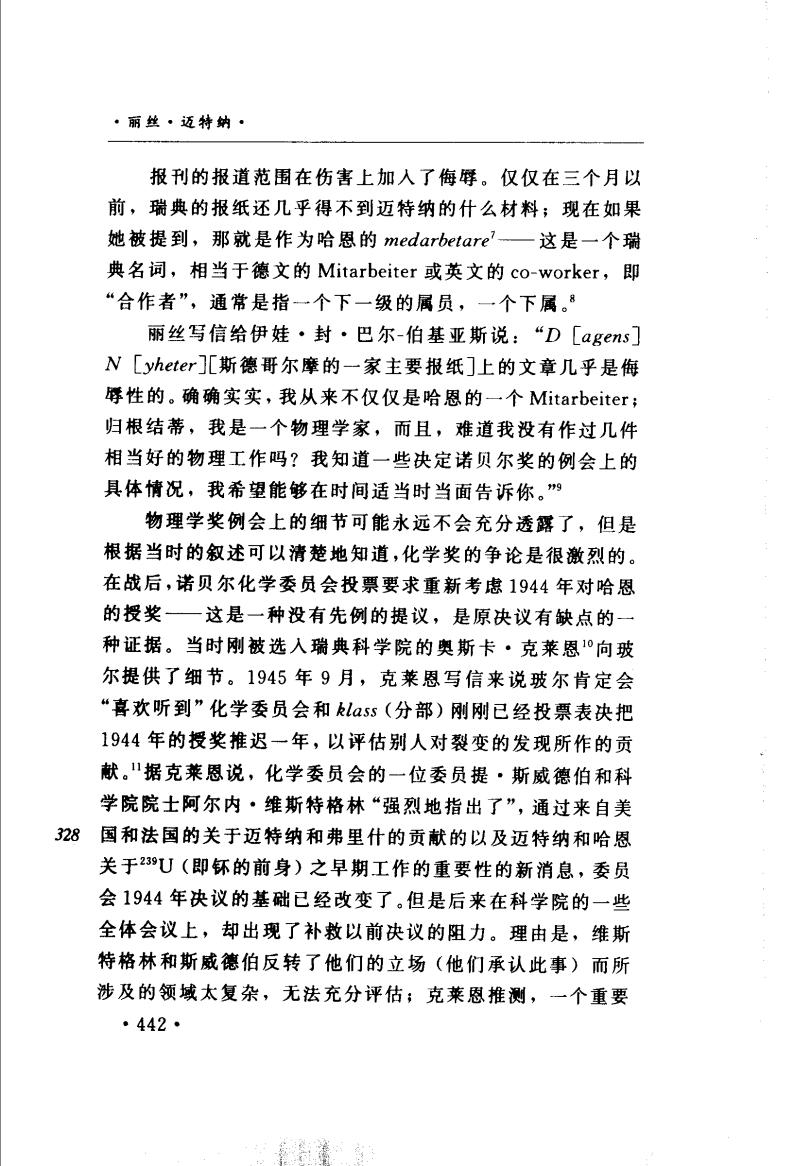 ·丽丝·迈特纳·
报刊的报道范围在伤害上加入了侮辱。仅仅在三个月以
前，瑞典的报纸还几乎得不到迈特纳的什么材料；现在如果
她被提到，那就是作为哈恩的 medarbetare⁷——这是一个瑞
典名词，相当于德文的 Mitarbeiter 或英文的 co-worker，即
“合作者”，通常是指一个下一级的属员，一个下属。⁸
丽丝写信给伊娃·封·巴尔-伯基亚斯说：“D [agens]
N [yheter][斯德哥尔摩的一家主要报纸]上的文章几乎是侮
辱性的。确确实实，我从来不仅仅是哈恩的一个 Mitarbeiter；
归根结蒂，我是一个物理学家，而且，难道我没有作过几件
相当好的物理工作吗？我知道一些决定诺贝尔奖的例会上的
具体情况，我希望能够在时间适当时当面告诉你。”⁹
物理学奖例会上的细节可能永远不会充分透露了，但是
根据当时的叙述可以清楚地知道，化学奖的争论是很激烈的。
在战后，诺贝尔化学委员会投票要求重新考虑 1944 年对哈恩
的授奖——这是一种没有先例的提议，是原决议有缺点的一
种证据。当时刚被选入瑞典科学院的奥斯卡·克莱恩¹⁰向玻
尔提供了细节。1945 年 9 月，克莱恩写信来说玻尔肯定会
“喜欢听到”化学委员会和 klass（分部）刚刚已经投票表决把
1944 年的授奖推迟一年，以评估别人对裂变的发现所作的贡
献。¹¹据克莱恩说，化学委员会的一位委员提·斯威德伯和科
学院院士阿尔内·维斯特格林“强烈地指出了”，通过来自美
328 国和法国的关于迈特纳和弗里什的贡献的以及迈特纳和哈恩
关于²³⁹U（即钚的前身）之早期工作的重要性的新消息，委员
会 1944 年决议的基础已经改变了。但是后来在科学院的一些
全体会议上，却出现了补救以前决议的阻力。理由是，维斯
特格林和斯威德伯反转了他们的立场（他们承认此事）而所
涉及的领域太复杂，无法充分评估；克莱恩推测，一个重要
·442·